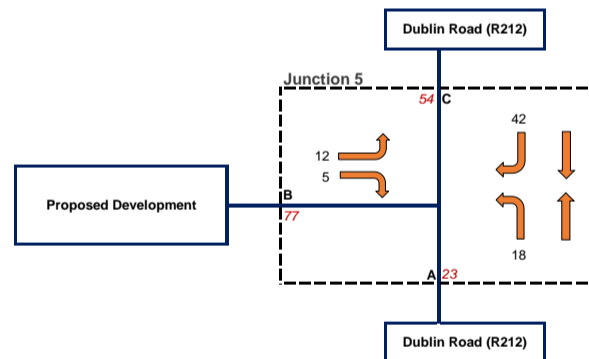 Dublin Road (R212)
Junction 5
54 C
42
12
5
Proposed Development
B
77
18
A 23
Dublin Road (R212)